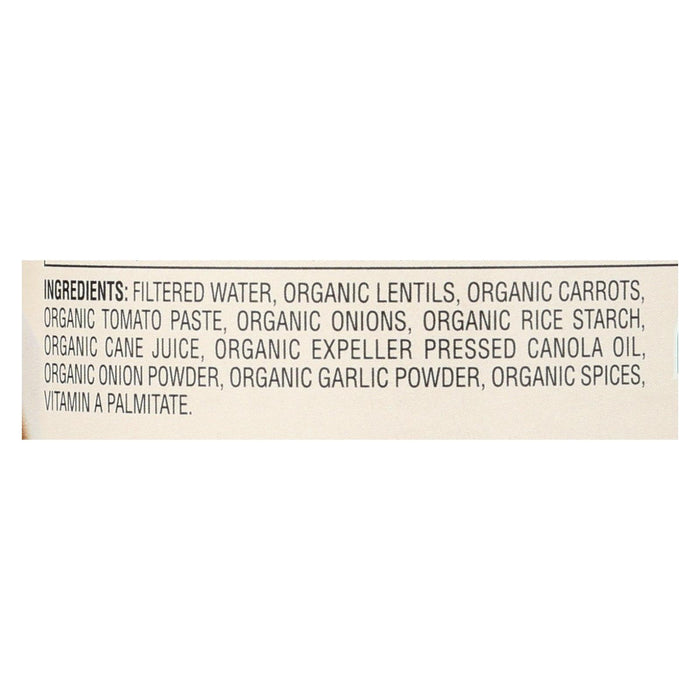 INGREDIENTS: FILTERED WATER, ORGANIC LENTILS, ORGANIC CARROTS,
ORGANIC TOMATO PASTE, ORGANIC ONIONS, ORGANIC RICE STARCH,
ORGANIC CANE JUICE, ORGANIC EXPELLER PRESSED CANOLA OIL,
ORGANIC ONION POWDER, ORGANIC GARLIC POWDER, ORGANIC SPICES,
VITAMIN A PALMITATE.